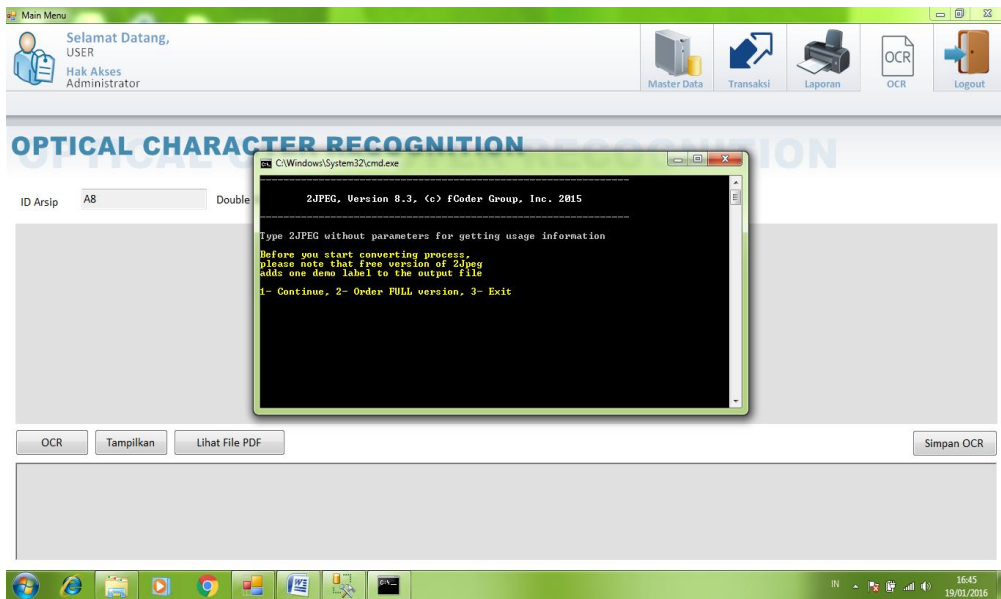 Main Menu
Selamat Datang,
USER
Hak Akses
Administrator
Master Data
Transaksi
Laporan
OCR
OCR
Logout
OPTICAL CHARACTER RECOGNITION
ID Arsip
A8
Double
C:\Windows\System32\cmd.exe
2JPEG, Version 8.3, (c) fCoder Group, Inc. 2015
Type 2JPEG without parameters for getting usage information
Before you start converting process,
please note that free version of 2Jpeg
adds one demo label to the output file
1- Continue, 2- Order FULL version, 3- Exit
OCR
Tampilkan
Lihat File PDF
Simpan OCR
IN
16:45
19/01/2016